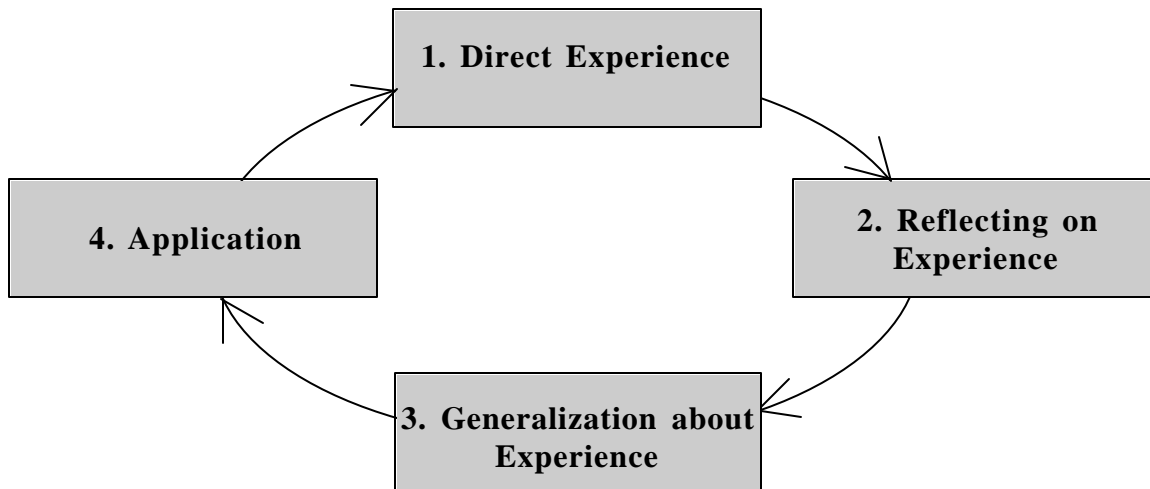 1. Direct Experience
2. Reflecting on
Experience
3. Generalization about
Experience
4. Application